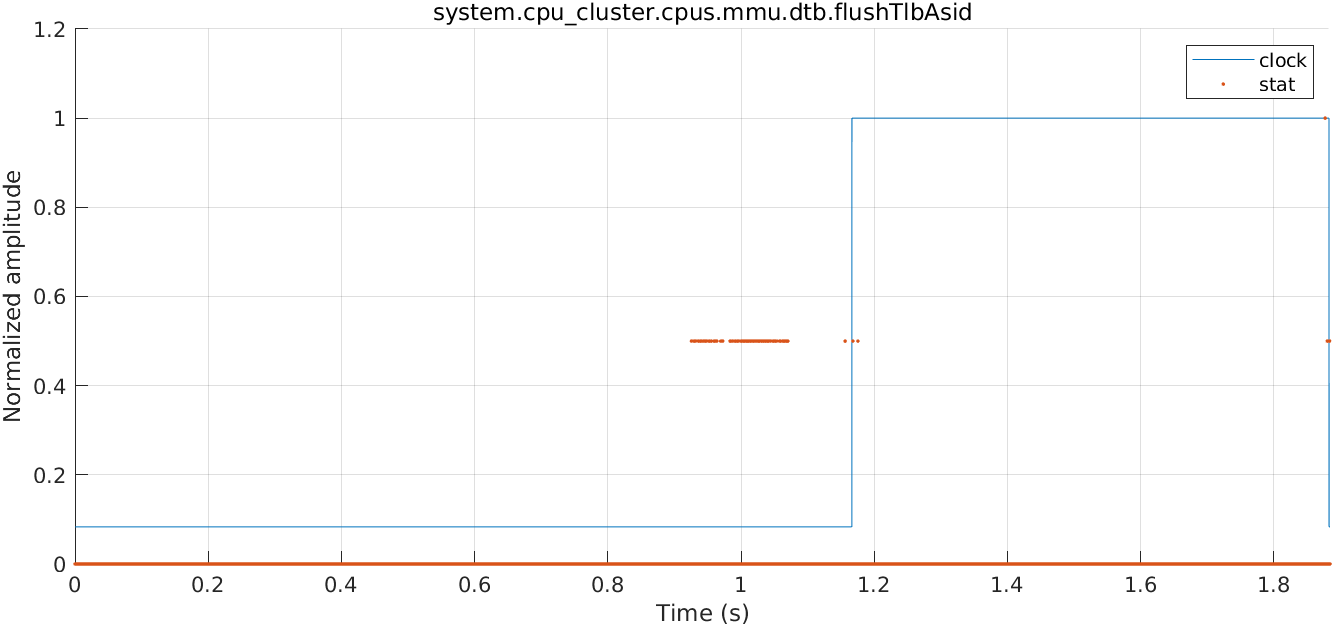 system.cpu_cluster.cpus.mmu.dtb.flushTlbAsid
1.2
1
0.8
0.6
0.4
0.2
0
Normalized amplitude
clock
stat
0 0.2 0.4 0.6 0.8 1 1.2 1.4 1.6 1.8
Time (s)